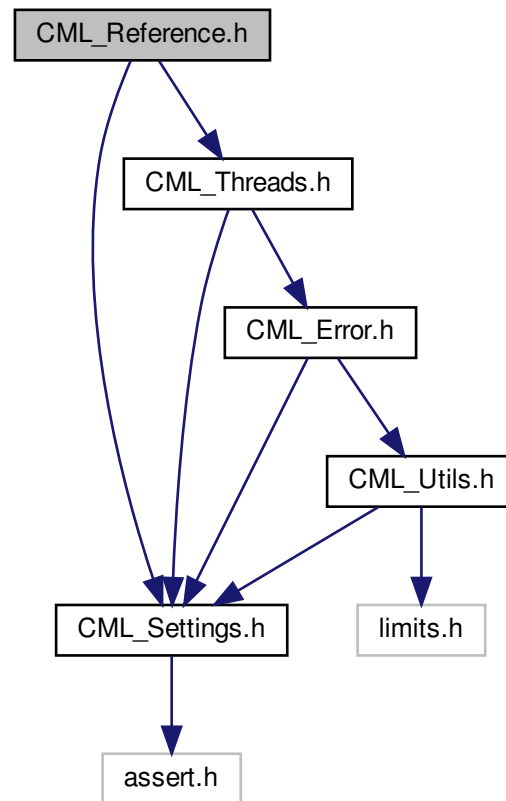 CML_Reference.h
CML_Threads.h
CML_Error.h
CML_Utils.h
CML_Settings.h
limits.h
assert.h